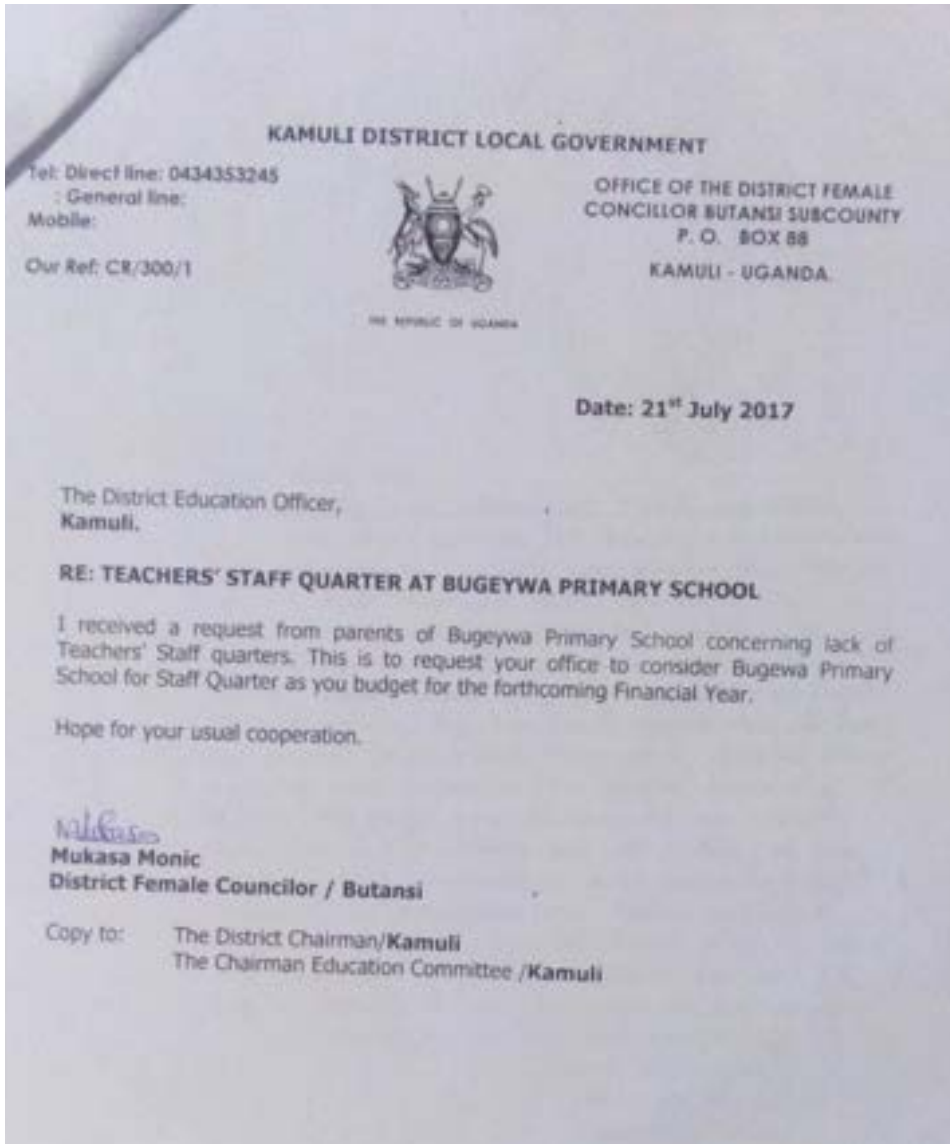 KAMULI DISTRICT LOCAL GOVERNMENT
Tel: Direct line: 0434353245
: General line:
Mobile:
Our Ref: CR/300/1
THE REPUBLIC OF UGANDA
OFFICE OF THE DISTRICT FEMALE
CONCILLOR BUTANSI SUBCOUNTY
P. O. BOX 88
KAMULI - UGANDA.
Date: 21st July 2017
The District Education Officer,
Kamuli.
RE: TEACHERS' STAFF QUARTER AT BUGEYWA PRIMARY SCHOOL
I received a request from parents of Bugeywa Primary School concerning lack of
Teachers' Staff quarters. This is to request your office to consider Bugewa Primary
School for Staff Quarter as you budget for the forthcoming Financial Year.
Hope for your usual cooperation.
Mukasa Monic
District Female Councilor / Butansi
Copy to: The District Chairman/Kamuli
The Chairman Education Committee /Kamuli